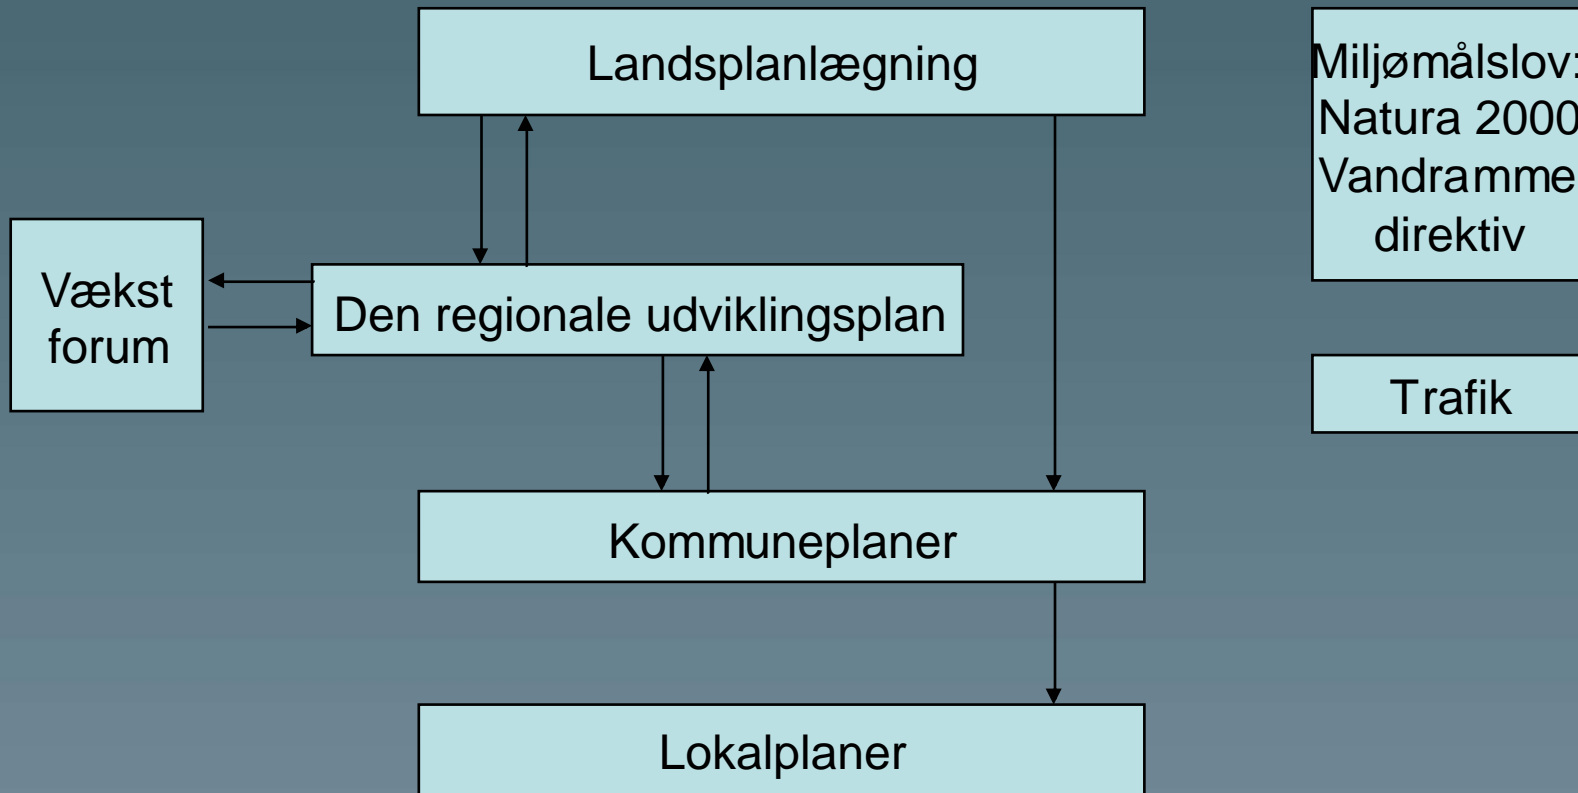 Landsplanlægning
Miljømålslov:
Natura 2000
Vandramme
direktiv
Vækst
forum
Den regionale udviklingsplan
Trafik
Kommuneplaner
Lokalplaner